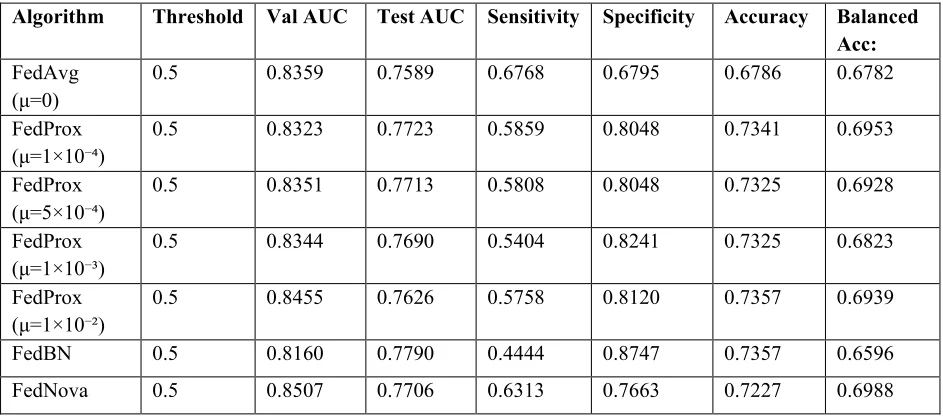 Algorithm Threshold Val AUC Test AUC Sensitivity Specificity Accuracy Balanced
Acc:
FedAvg 0.5 0.8359 0.7589 0.6768 0.6795 0.6786 0.6782
(μ=0)
FedProx 0.5 0.8323 0.7723 0.5859 0.8048 0.7341 0.6953
(μ=1×10⁻⁴)
FedProx 0.5 0.8351 0.7713 0.5808 0.8048 0.7325 0.6928
(μ=5×10⁻⁴)
FedProx 0.5 0.8344 0.7690 0.5404 0.8241 0.7325 0.6823
(μ=1×10⁻³)
FedProx 0.5 0.8455 0.7626 0.5758 0.8120 0.7357 0.6939
(μ=1×10⁻²)
FedBN 0.5 0.8160 0.7790 0.4444 0.8747 0.7357 0.6596
FedNova 0.5 0.8507 0.7706 0.6313 0.7663 0.7227 0.6988